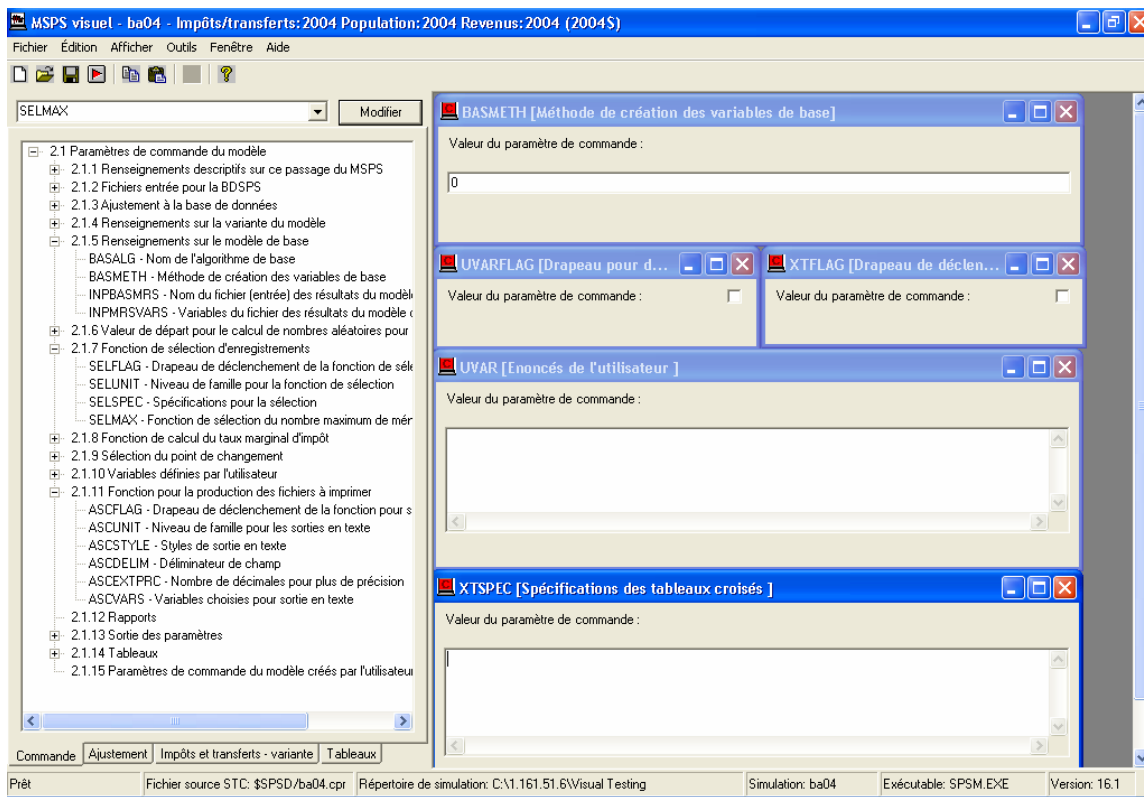 MSPS visuel - ba04 - Impôts/transferts: 2004 Population: 2004 Revenus: 2004 (2004$)
Fichier Édition Afficher Outils Fenêtre Aide
SELMAX
Modifier
2.1 Paramètres de commande du modèle
2.1.1 Renseignements descriptifs sur ce passage du MSPS
2.1.2 Fichiers entrée pour la BDSPS
2.1.3 Ajustement à la base de données
2.1.4 Renseignements sur la variante du modèle
2.1.5 Renseignements sur le modèle de base
BASALG - Nom de l'algorithme de base
BASMETH - Méthode de création des variables de base
INPBASMRS - Nom du fichier (entrée) des résultats du modèl
INPMRSVARS - Variables du fichier des résultats du modèle
2.1.6 Valeur de départ pour le calcul de nombres aléatoires pour
2.1.7 Fonction de sélection d'enregistrements
SELFLAG - Drapeau de déclenchement de la fonction de séle
SELUNIT - Niveau de famille pour la fonction de sélection
SELSPEC - Spécifications pour la sélection
SELMAX - Fonction de sélection du nombre maximum de mér
2.1.8 Fonction de calcul du taux marginal d'impôt
2.1.9 Sélection du point de changement
2.1.10 Variables définies par l'utilisateur
2.1.11 Fonction pour la production des fichiers à imprimer
ASCFLAG - Drapeau de déclenchement de la fonction pour s
ASCUNIT - Niveau de famille pour les sorties en texte
ASCSTYLE - Styles de sortie en texte
ASCDELIM - Déliminateur de champ
ASCEXTPRC - Nombre de décimales pour plus de précision
ASCVARS - Variables choisies pour sortie en texte
2.1.12 Rapports
2.1.13 Sortie des paramètres
2.1.14 Tableaux
2.1.15 Paramètres de commande du modèle créés par l'utilisateu
Commande Ajustement Impôts et transferts - variante Tableaux
BASMETH [Méthode de création des variables de base]
Valeur du paramètre de commande :
0
UVARFLAG [Drapeau pour d...
Valeur du paramètre de commande :
XTFLAG [Drapeau de déclen...
Valeur du paramètre de commande :
UVAR [Enoncés de l'utilisateur ]
Valeur du paramètre de commande :
XTSPEC [Spécifications des tableaux croisés ]
Valeur du paramètre de commande :
Prêt
Fichier source STC: $SPSD/ba04.cpr
Répertoire de simulation: C:\1.161.51.6\Visual Testing
Simulation: ba04
Exécutable: SPSM.EXE
Version: 16.1